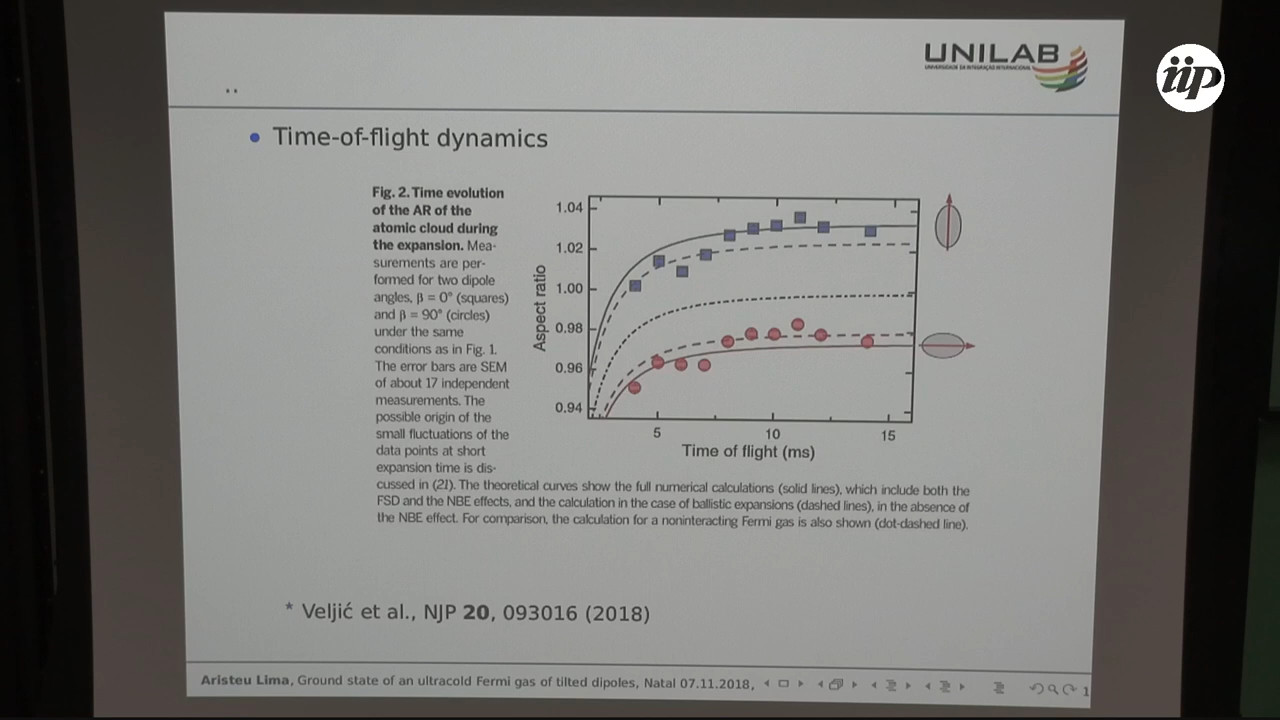 UNILAB
UNIVERSIDADE DA INTEGRAÇÃO INTERNACIONAL
iip
..
Time-of-flight dynamics
Fig. 2. Time evolution
of the AR of the
atomic cloud during
the expansion. Mea-
surements are per-
formed for two dipole
angles, β = 0° (squares)
and β = 90° (circles)
under the same
conditions as in Fig. 1.
The error bars are SEM
of about 17 independent
measurements. The
possible origin of the
small fluctuations of the
data points at short
expansion time is dis-
cussed in (21). The theoretical curves show the full numerical calculations (solid lines), which include both the
FSD and the NBE effects, and the calculation in the case of ballistic expansions (dashed lines), in the absence of
the NBE effect. For comparison, the calculation for a noninteracting Fermi gas is also shown (dot-dashed line).
Aspect ratio
1.04
1.02
1.00
0.98
0.96
0.94
5 10 15
Time of flight (ms)
* Veljić et al., NJP 20, 093016 (2018)
Aristeu Lima, Ground state of an ultracold Fermi gas of tilted dipoles, Natal 07.11.2018, 1